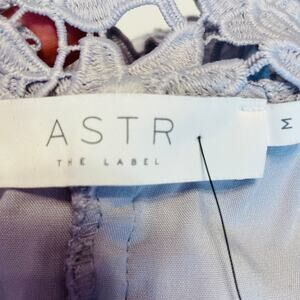 ASTR
THE LABEL
M